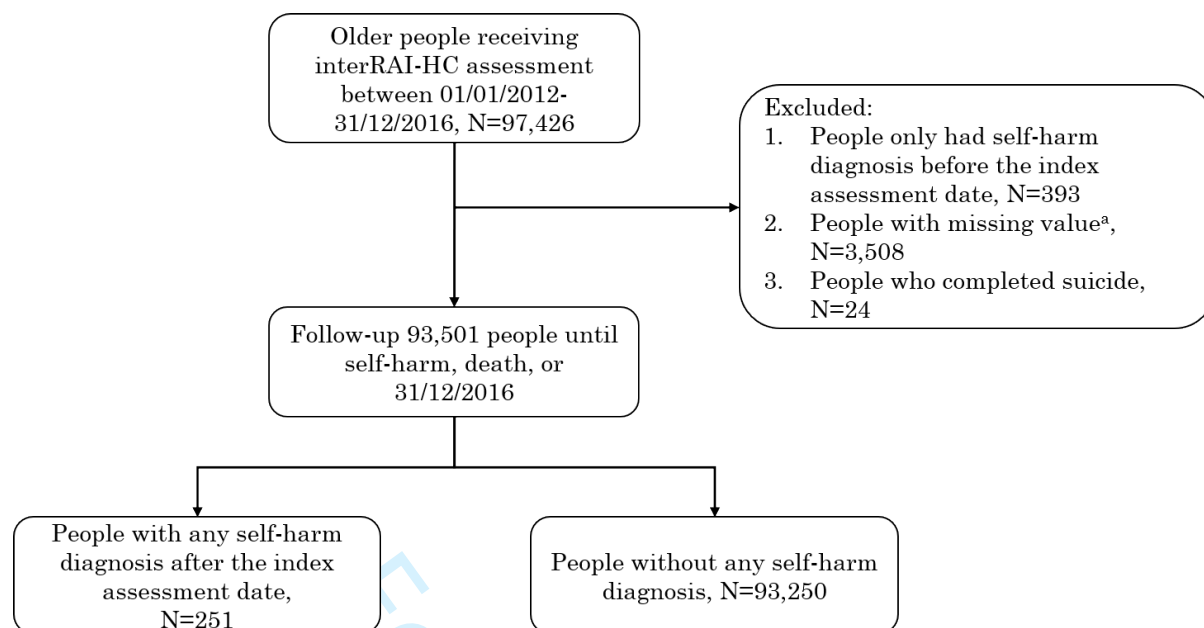 Older people receiving
interRAI-HC assessment
between 01/01/2012-
31/12/2016, N=97,426
Excluded:
1. People only had self-harm
diagnosis before the index
assessment date, N=393
2. People with missing valueᵃ,
N=3,508
3. People who completed suicide,
N=24
Follow-up 93,501 people until
self-harm, death, or
31/12/2016
People with any self-harm
diagnosis after the index
assessment date,
N=251
People without any self-harm
diagnosis, N=93,250